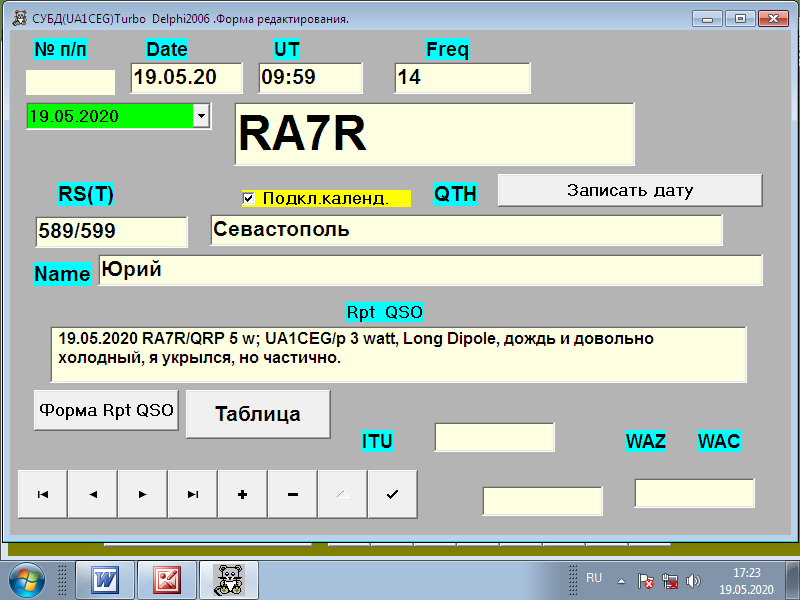 СУБД(UA1CEG)Turbo Delphi2006 .Форма редактирования.
№ п/п Date UT Freq
19.05.20 09:59 14
19.05.2020
RA7R
RS(T) Подкл.календ. QTH Записать дату
589/599 Севастополь
Name Юрий
Rpt QSO
19.05.2020 RA7R/QRP 5 w; UA1CEG/p 3 watt, Long Dipole, дождь и довольно
холодный, я укрылся, но частично.
Форма Rpt QSO Таблица
ITU WAZ WAC
RU 17:23
19.05.2020